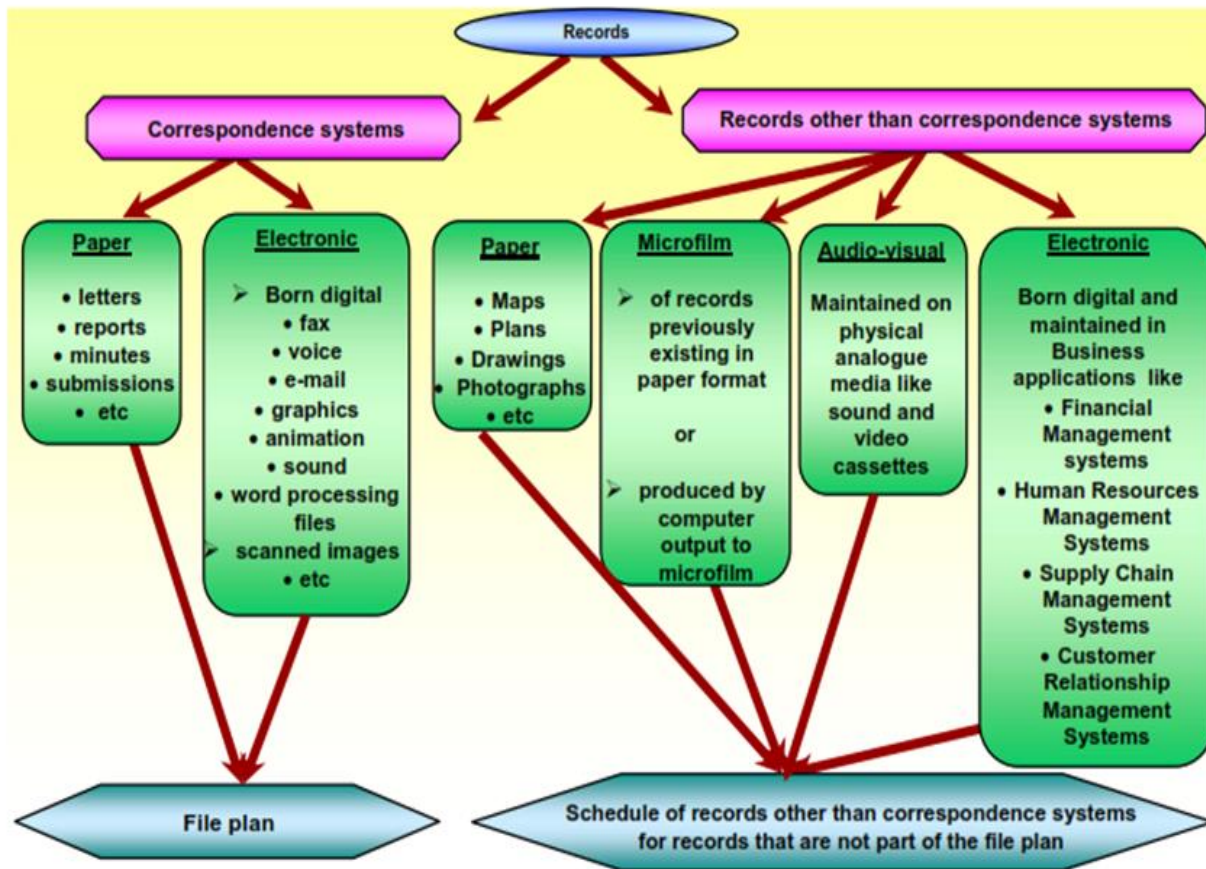 Records
Correspondence systems
Records other than correspondence systems
Paper
• letters
• reports
• minutes
• submissions
• etc
Electronic
➢ Born digital
• fax
• voice
• e-mail
• graphics
• animation
• sound
• word processing
files
➢ scanned images
• etc
Paper
• Maps
• Plans
• Drawings
• Photographs
• etc
Microfilm
➢ of records
previously
existing in
paper format
or
➢ produced by
computer
output to
microfilm
Audio-visual
Maintained on
physical
analogue
media like
sound and
video
cassettes
Electronic
Born digital and
maintained in
Business
applications like
• Financial
Management
systems
• Human Resources
Management
Systems
• Supply Chain
Management
Systems
• Customer
Relationship
Management
Systems
File plan
Schedule of records other than correspondence systems
for records that are not part of the file plan